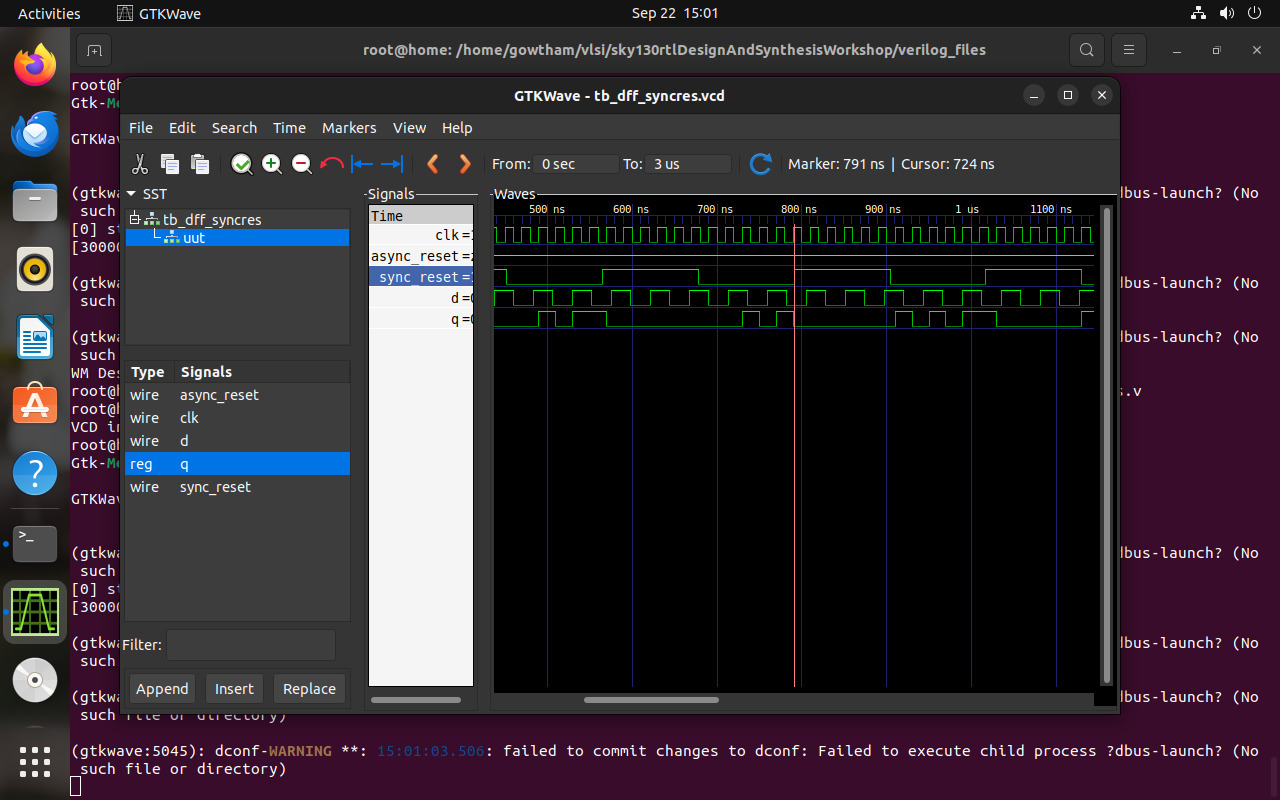 Activities GTKWave Sep 22 15:01
root@home: /home/gowtham/vlsi/sky130rtlDesignAndSynthesisWorkshop/verilog_files
root@h
Gtk-Me
GTKWav
(gtkwa
such
[0] st
[30000
(gtkwa
such
(gtkwa
such
WM Des
root@h
root@h
VCD in
root@h
Gtk-Me
GTKWav
(gtkwa
such
[0] st
[30000
(gtkwa
such
(gtkwa
GTKWave - tb_dff_syncres.vcd
File Edit Search Time Markers View Help
From: 0 sec To: 3 us Marker: 791 ns | Cursor: 724 ns
SST
tb_dff_syncres
uut
Type Signals
wire async_reset
wire clk
wire d
reg q
wire sync_reset
Filter:
Append Insert Replace
Signals
Time
clk =
async_reset =
sync_reset =
d =
q =
Waves
500 ns 600 ns 700 ns 800 ns 900 ns 1 us 1100 ns
dbus-launch? (No
dbus-launch? (No
dbus-launch? (No
s.v
dbus-launch? (No
dbus-launch? (No
dbus-launch? (No
such file or directory)
(gtkwave:5045): dconf-WARNING **: 15:01:03.506: failed to commit changes to dconf: Failed to execute child process ?dbus-launch? (No
such file or directory)